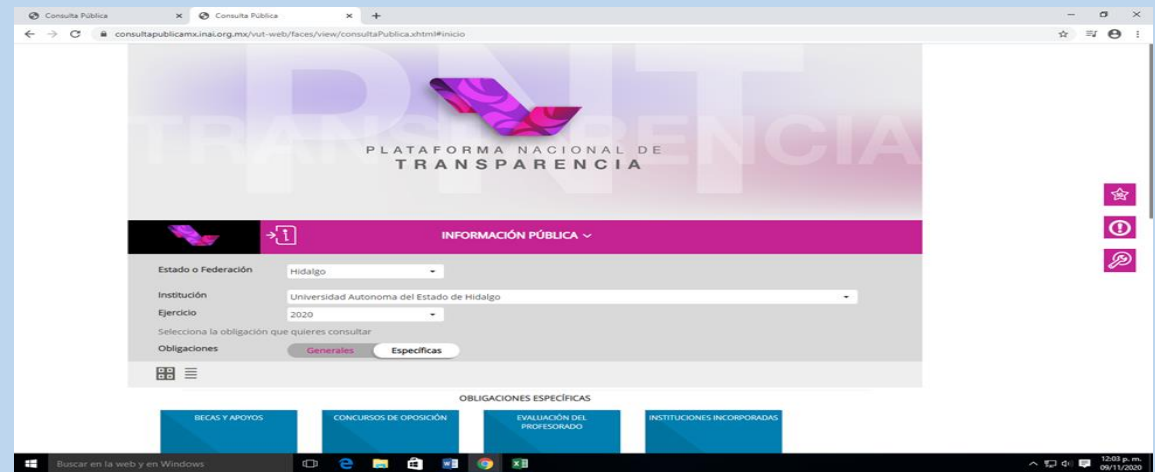 Consulta Pública
Consulta Pública
consultapublicamx.inai.org.mx/vut-web/faces/view/consultaPublica.xhtml#inicio
PNT
TRANSPARENCIA
PLATAFORMA NACIONAL DE
TRANSPARENCIA
INFORMACIÓN PÚBLICA
Estado o Federación Hidalgo
Institución Universidad Autonoma del Estado de Hidalgo
Ejercicio 2020
Selecciona la obligación que quieres consultar
Obligaciones Generales Específicas
OBLIGACIONES ESPECÍFICAS
BECAS Y APOYOS
CONCURSOS DE OPOSICIÓN
EVALUACIÓN DEL
PROFESORADO
INSTITUCIONES INCORPORADAS
Buscar en la web y en Windows
12:03 p. m.
09/11/2020